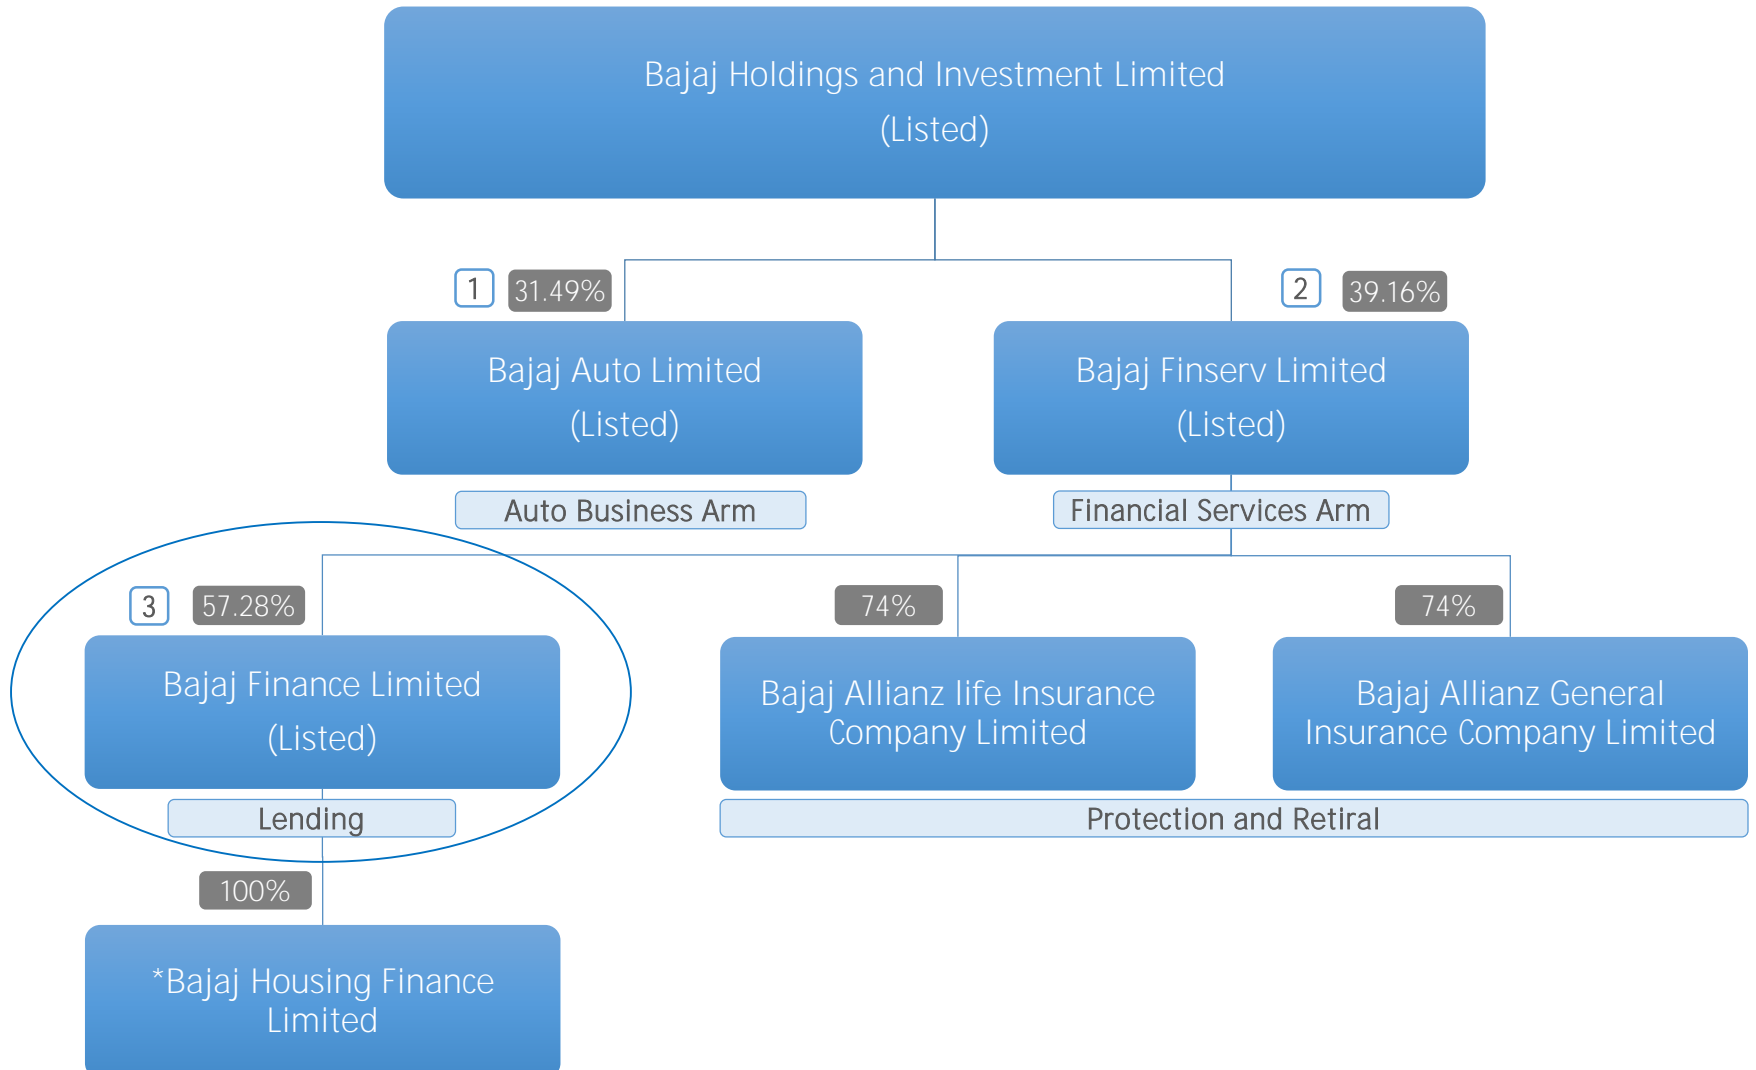 Bajaj Holdings and Investment Limited
(Listed)
1
31.49%
2
39.16%
Bajaj Auto Limited
(Listed)
Bajaj Finserv Limited
(Listed)
Auto Business Arm
Financial Services Arm
3
57.28%
74%
74%
Bajaj Finance Limited
(Listed)
Bajaj Allianz life Insurance
Company Limited
Bajaj Allianz General
Insurance Company Limited
Lending
Protection and Retiral
100%
*Bajaj Housing Finance
Limited